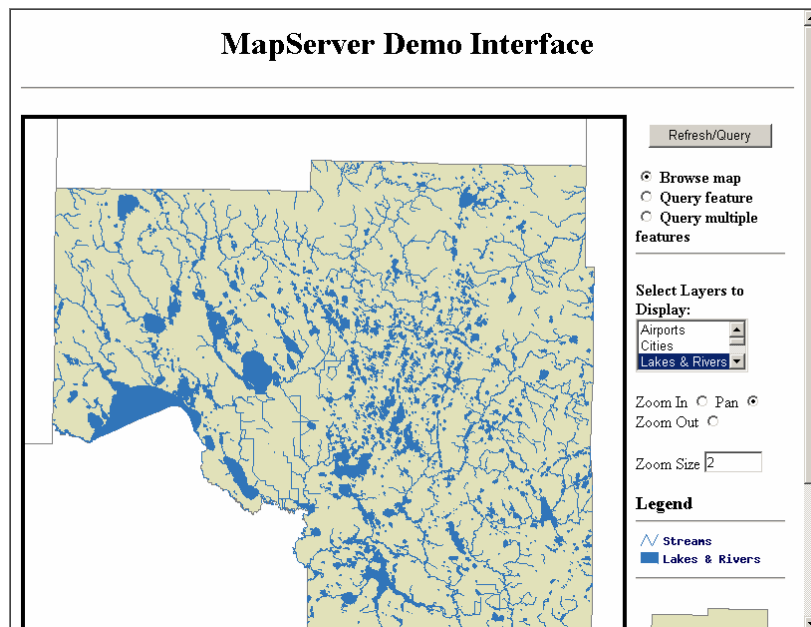 MapServer Demo Interface
Refresh/Query
Browse map
Query feature
Query multiple
features
Select Layers to
Display:
Airports
Cities
Lakes & Rivers
Zoom In Pan
Zoom Out
Zoom Size 2
Legend
Streams
Lakes & Rivers